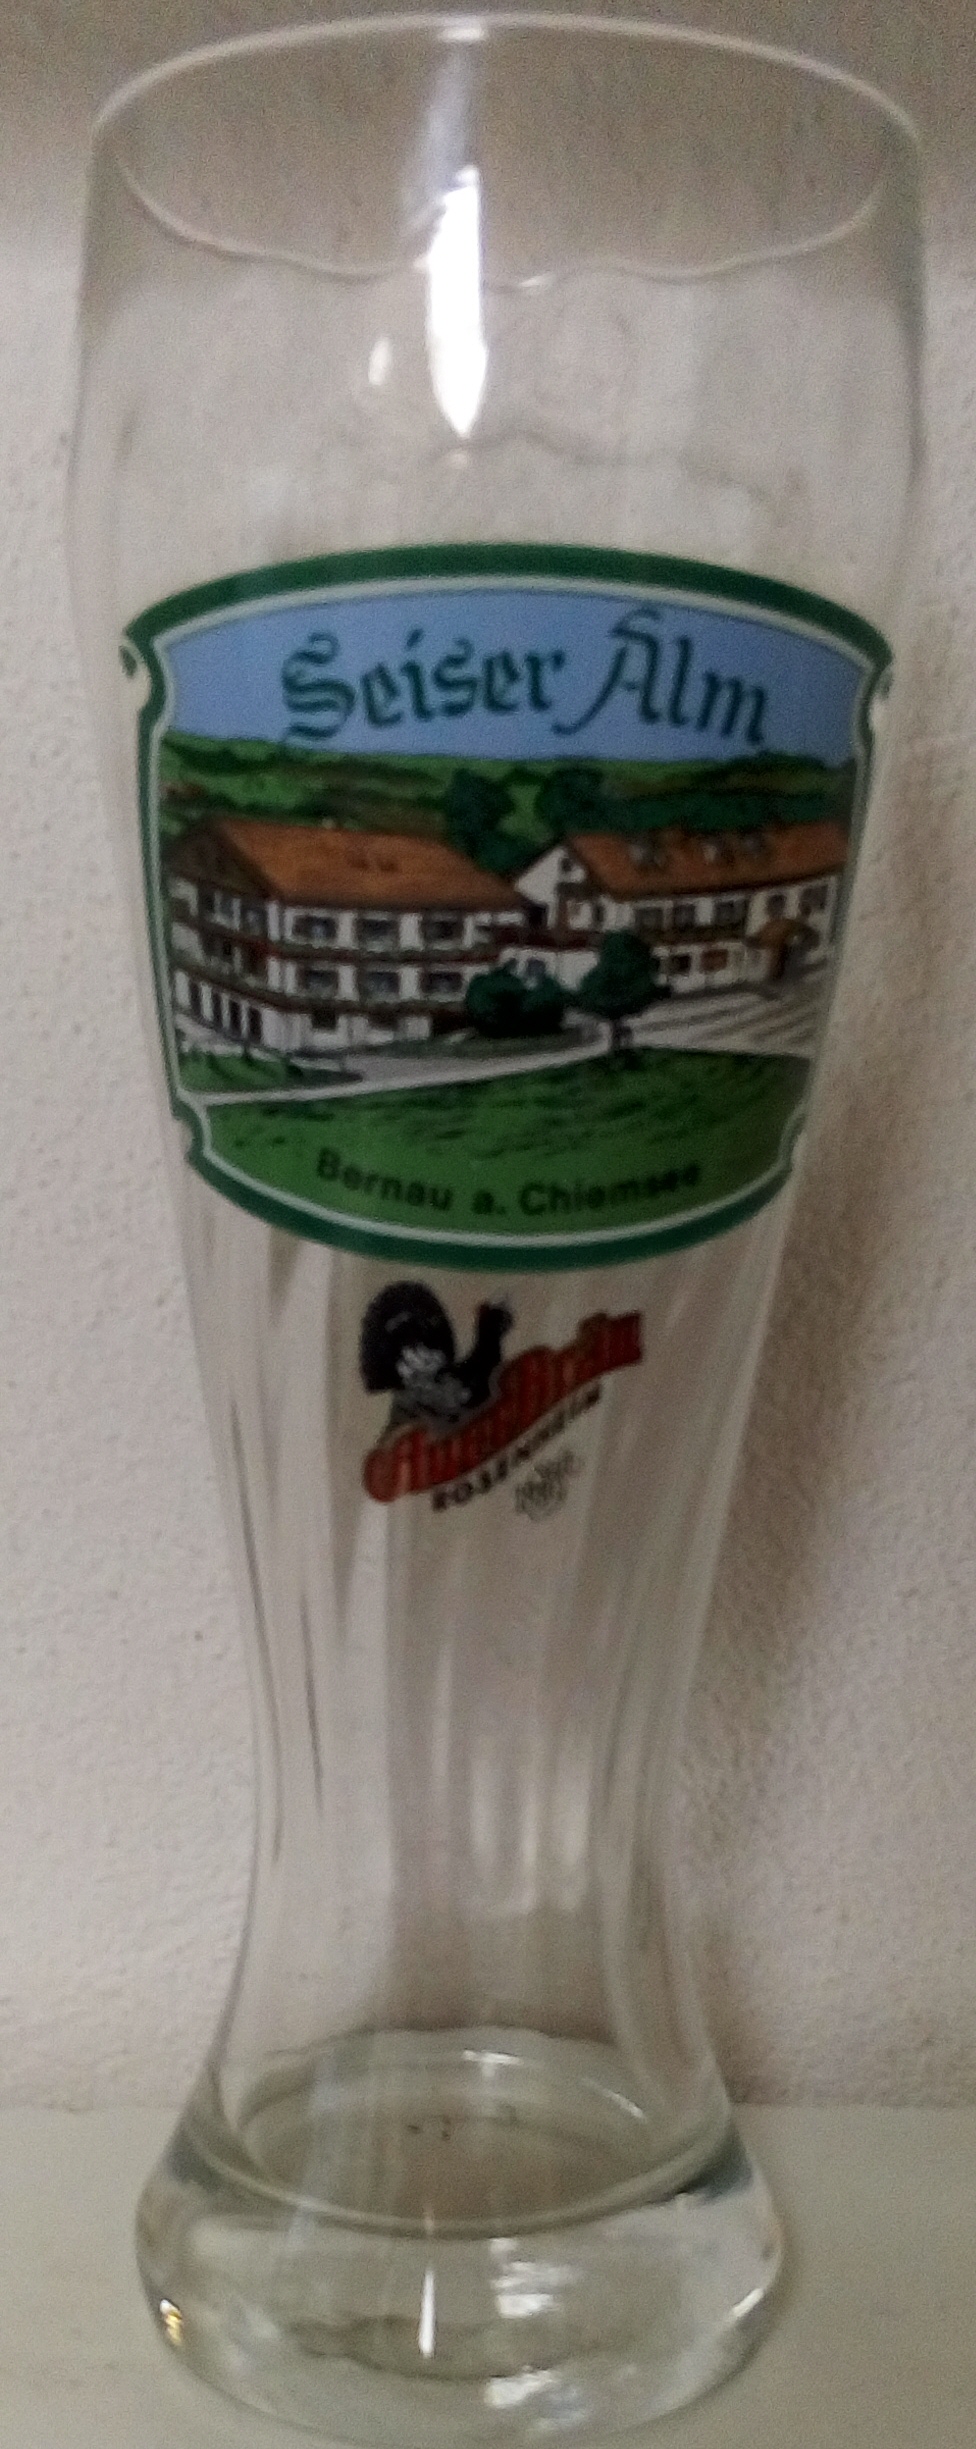 Seiser Alm
Bernau a. Chiemsee
AuerBräu
ROSENHEIM